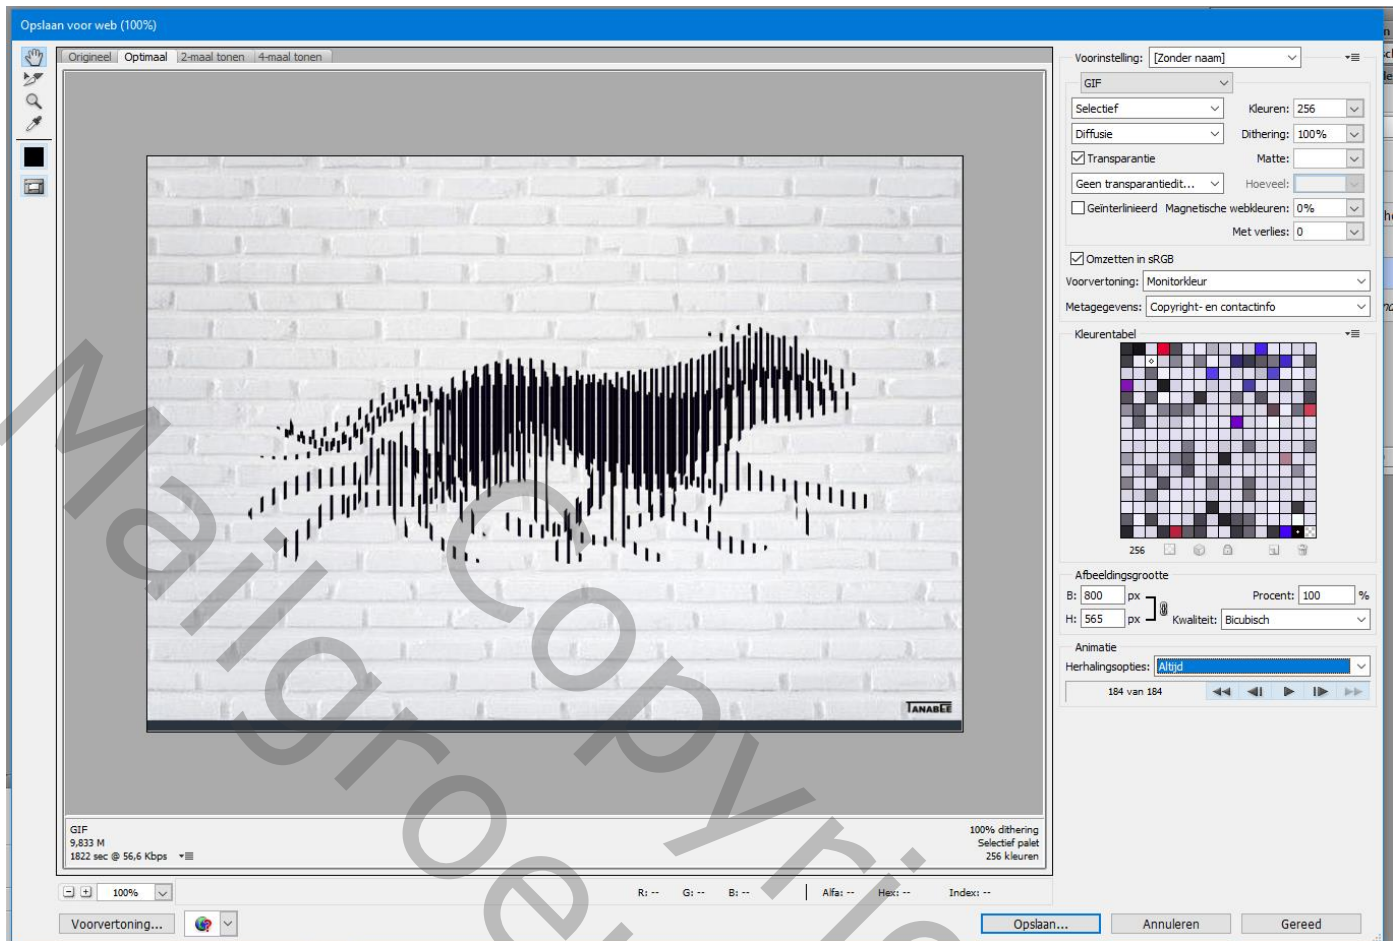 Opslaan voor web (100%)
Origineel Optimaal 2-maal tonen 4-maal tonen
Voorinstelling: [Zonder naam]
GIF
Selectief Kleuren: 256
Diffusie Dithering: 100%
Transparantie Matte:
Geen transparantiedit... Hoeveel:
Geïnterlinieerd Magnetische webkleuren: 0%
Met verlies: 0
Omzetten in sRGB
Voorvertoning: Monitorkleur
Metagegevens: Copyright- en contactinfo
Kleurentabel
256
Afbeeldingsgrootte
B: 800 px Procent: 100 %
H: 565 px Kwaliteit: Bicubisch
Animatie
Herhalingsopties: Altijd
184 van 184
TANABEE
GIF
9,833 M
1822 sec @ 56,6 Kbps
100% dithering
Selectief palet
256 kleuren
100% R: -- G: -- B: -- Alfa: -- Hex: -- Index: --
Voorvertoning... Opslaan... Annuleren Gereed
Copyri